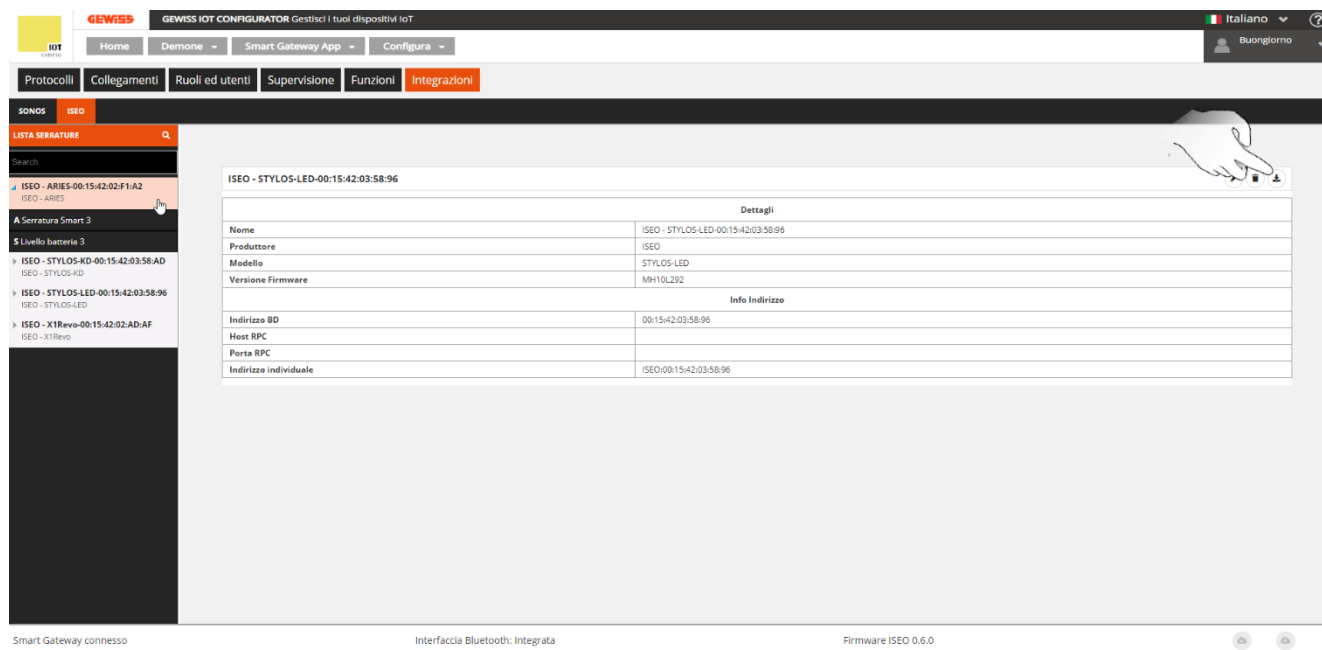 GEWISS
GEWISS IOT CONFIGURATOR Gestisci i tuoi dispositivi IoT
Italiano
IOT
CONFIG
Home
Demone
Smart Gateway App
Configura
Buongiorno
Protocolli
Collegamenti
Ruoli ed utenti
Supervisione
Funzioni
Integrazioni
SONOS
ISEO
LISTA SERRATURE
Search
ISEO - ARIES-00:15:42:02:F1:A2
ISEO - ARIES
A Serratura Smart 3
S Livello batteria 3
ISEO - STYLOS-KD-00:15:42:03:58:AD
ISEO - STYLOS-KD
ISEO - STYLOS-LED-00:15:42:03:58:96
ISEO - STYLOS-LED
ISEO - X1Revo-00:15:42:02:AD:AF
ISEO - X1Revo
ISEO - STYLOS-LED-00:15:42:03:58:96
Dettagli
Nome ISEO - STYLOS-LED-00:15:42:03:58:96
Produttore ISEO
Modello STYLOS-LED
Versione Firmware MH10L292
Info Indirizzo
Indirizzo BD 00:15:42:03:58:96
Host RPC
Porta RPC
Indirizzo individuale ISEO:00:15:42:03:58:96
Smart Gateway connesso
Interfaccia Bluetooth: Integrata
Firmware ISEO 0.6.0